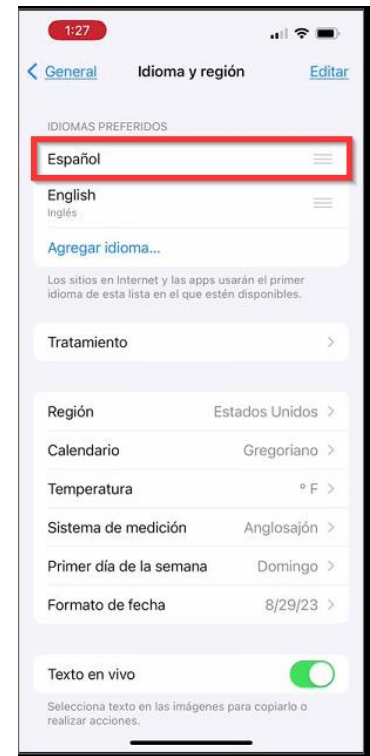 1:27
General Idioma y región Editar
IDIOMAS PREFERIDOS
Español
English
Inglés
Agregar idioma...
Los sitios en Internet y las apps usarán el primer
idioma de esta lista en el que estén disponibles.
Tratamiento
Región Estados Unidos
Calendario Gregoriano
Temperatura ° F
Sistema de medición Anglosajón
Primer día de la semana Domingo
Formato de fecha 8/29/23
Texto en vivo
Selecciona texto en las imágenes para copiarlo o
realizar acciones.